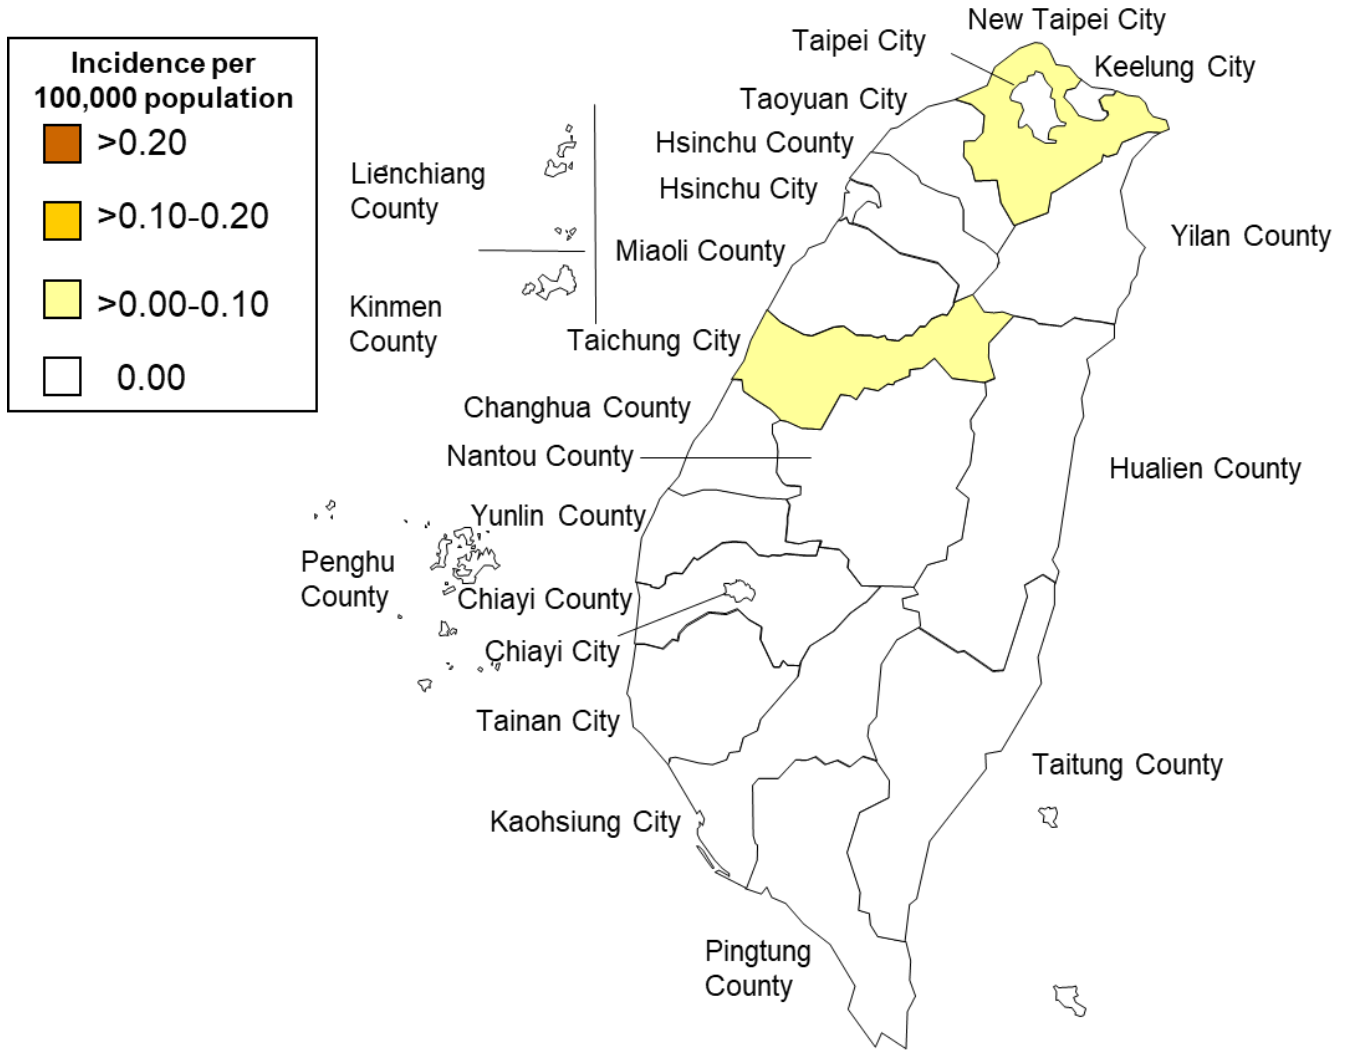 Incidence per
100,000 population
>0.20
>0.10-0.20
>0.00-0.10
0.00
New Taipei City
Taipei City
Keelung City
Taoyuan City
Hsinchu County
Hsinchu City
Lienchiang
County
Yilan County
Miaoli County
Kinmen
County
Taichung City
Changhua County
Nantou County
Hualien County
Yunlin County
Penghu
County
Chiayi County
Chiayi City
Tainan City
Taitung County
Kaohsiung City
Pingtung
County